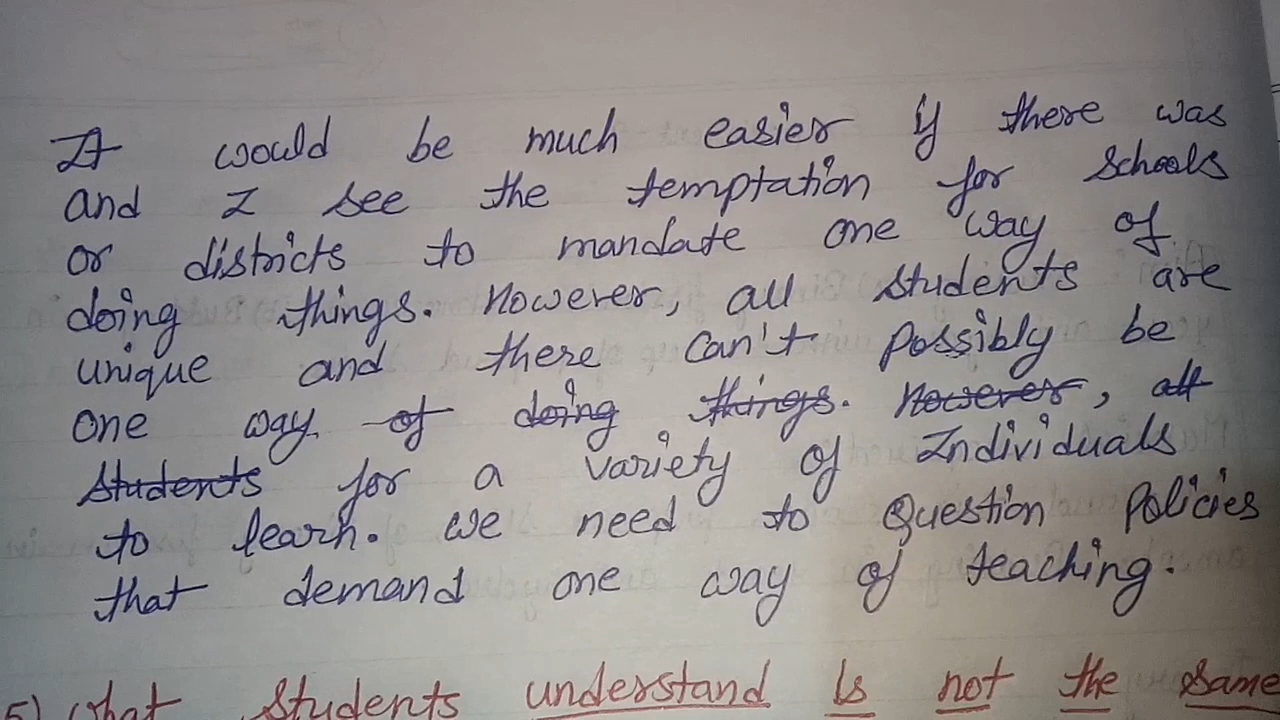 It would be much easier if there was
and I see the temptation for Schools
or districts to mandate one way of
doing things. However, all students are
unique and there can't possibly be
one way ~~of~~ ~~doing~~ ~~things~~. ~~However~~, ~~all~~
~~Students~~ for a variety of Individuals
to learn. We need to Question Policies
that demand one way of teaching.
5) What Students understand Is not the same